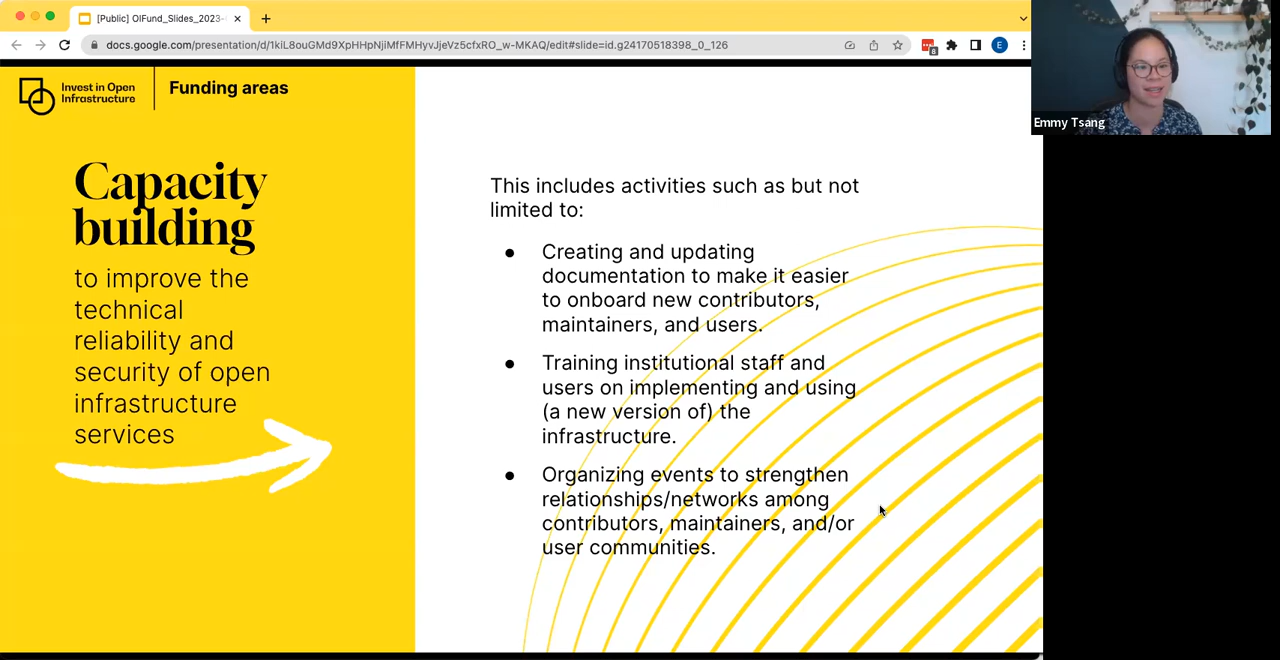 [Public] OIFund_Slides_2023-
docs.google.com/presentation/d/1kiL8ouGMd9XpHHpNjiMfFMHyvJjeVz5cfxRO_w-MKAQ/edit#slide=id.g24170518398_0_126
8
E
Emmy Tsang
Invest in Open
Infrastructure
Funding areas
Capacity
building
to improve the
technical
reliability and
security of open
infrastructure
services
This includes activities such as but not
limited to:
● Creating and updating
documentation to make it easier
to onboard new contributors,
maintainers, and users.
● Training institutional staff and
users on implementing and using
(a new version of) the
infrastructure.
● Organizing events to strengthen
relationships/networks among
contributors, maintainers, and/or
user communities.